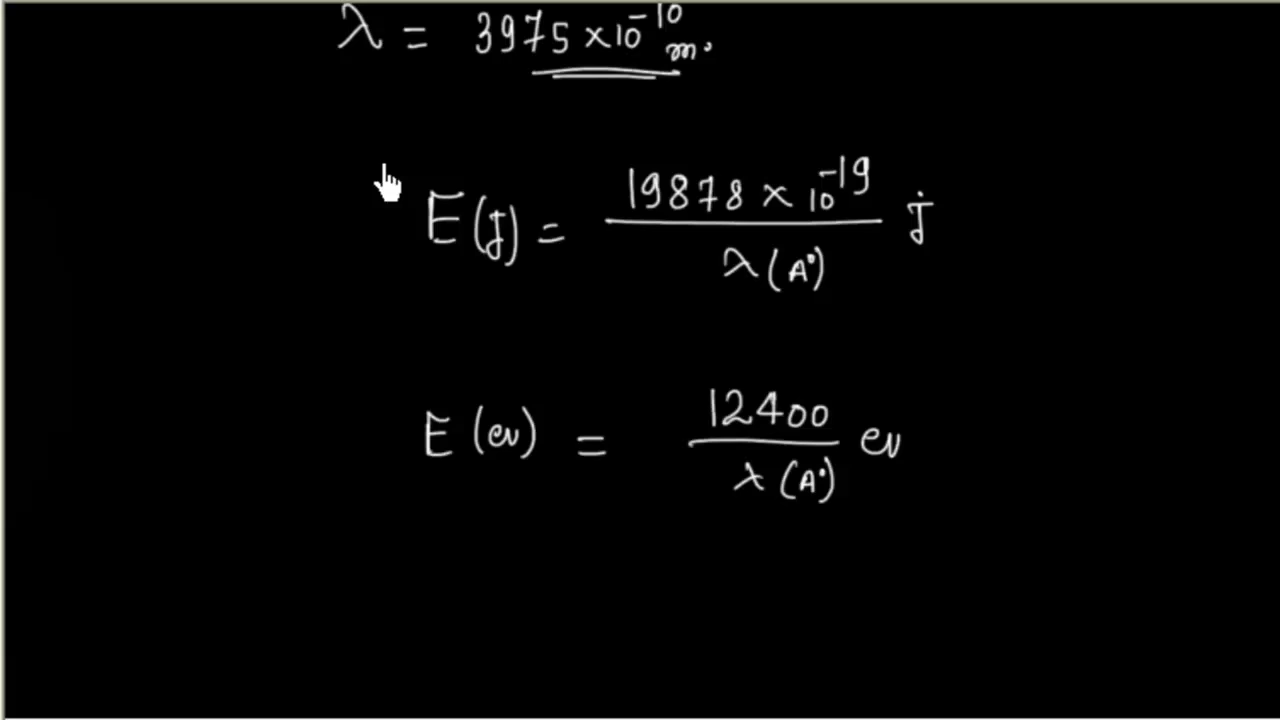 λ = 3975 ×10⁻¹⁰ m.
E (J) = 19878 × 10⁻¹⁹ / λ (A°) J
E (ev) = 12400 / λ (A°) ev